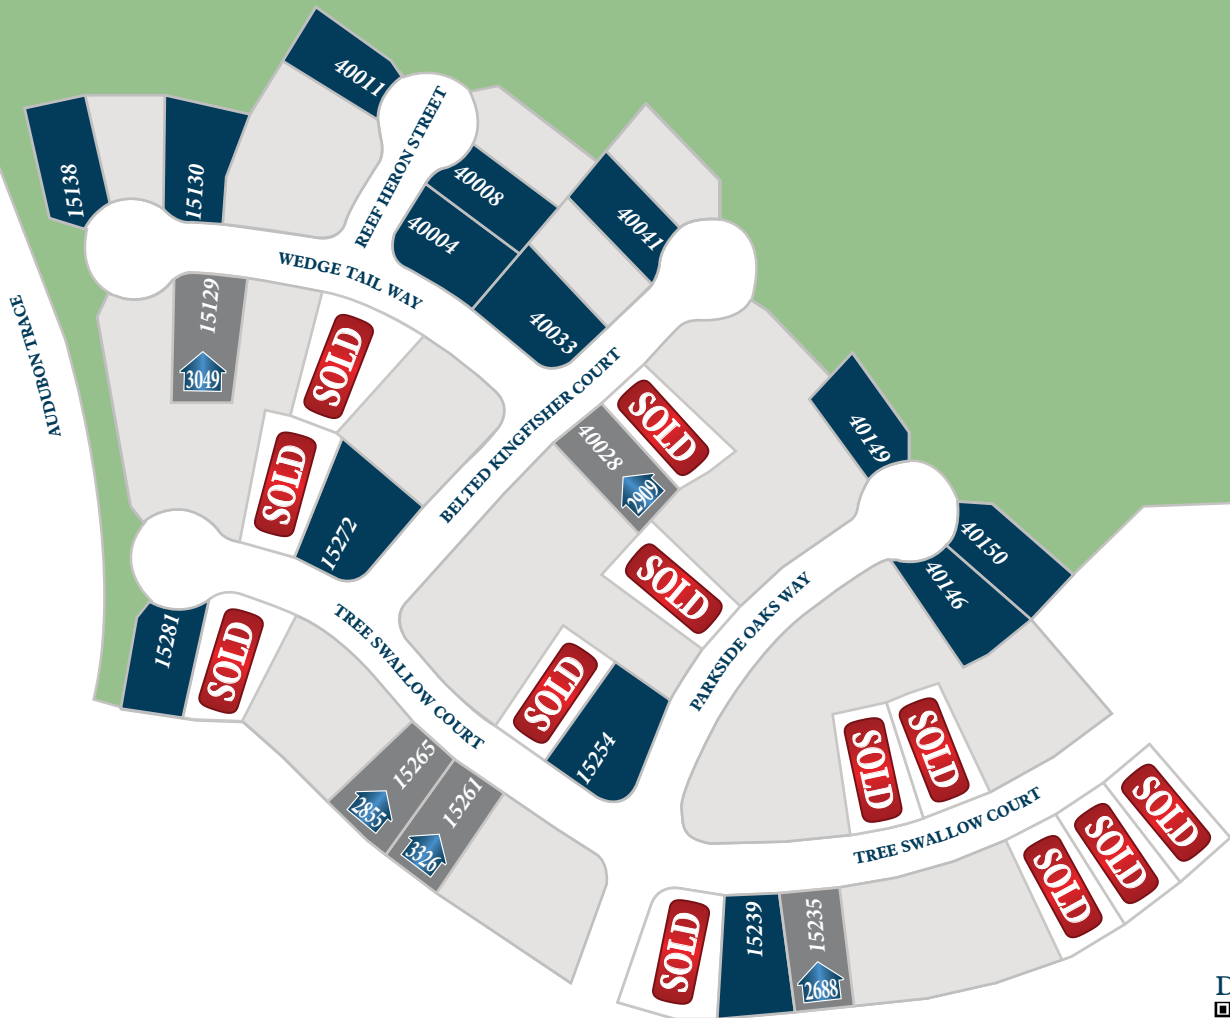 40011
REEF HERON STREET
15138
15130
40008
40004
40041
WEDGE TAIL WAY
40033
AUDUBON TRACE
15129
3049
SOLD
BELTED KINGFISHER COURT
SOLD
40028
2909
40149
SOLD
15272
40150
40146
SOLD
PARKSIDE OAKS WAY
15281
SOLD
TREE SWALLOW COURT
SOLD
15254
15265
2855
15261
3326
SOLD
SOLD
TREE SWALLOW COURT
SOLD
SOLD
SOLD
SOLD
15239
15235
2688
D